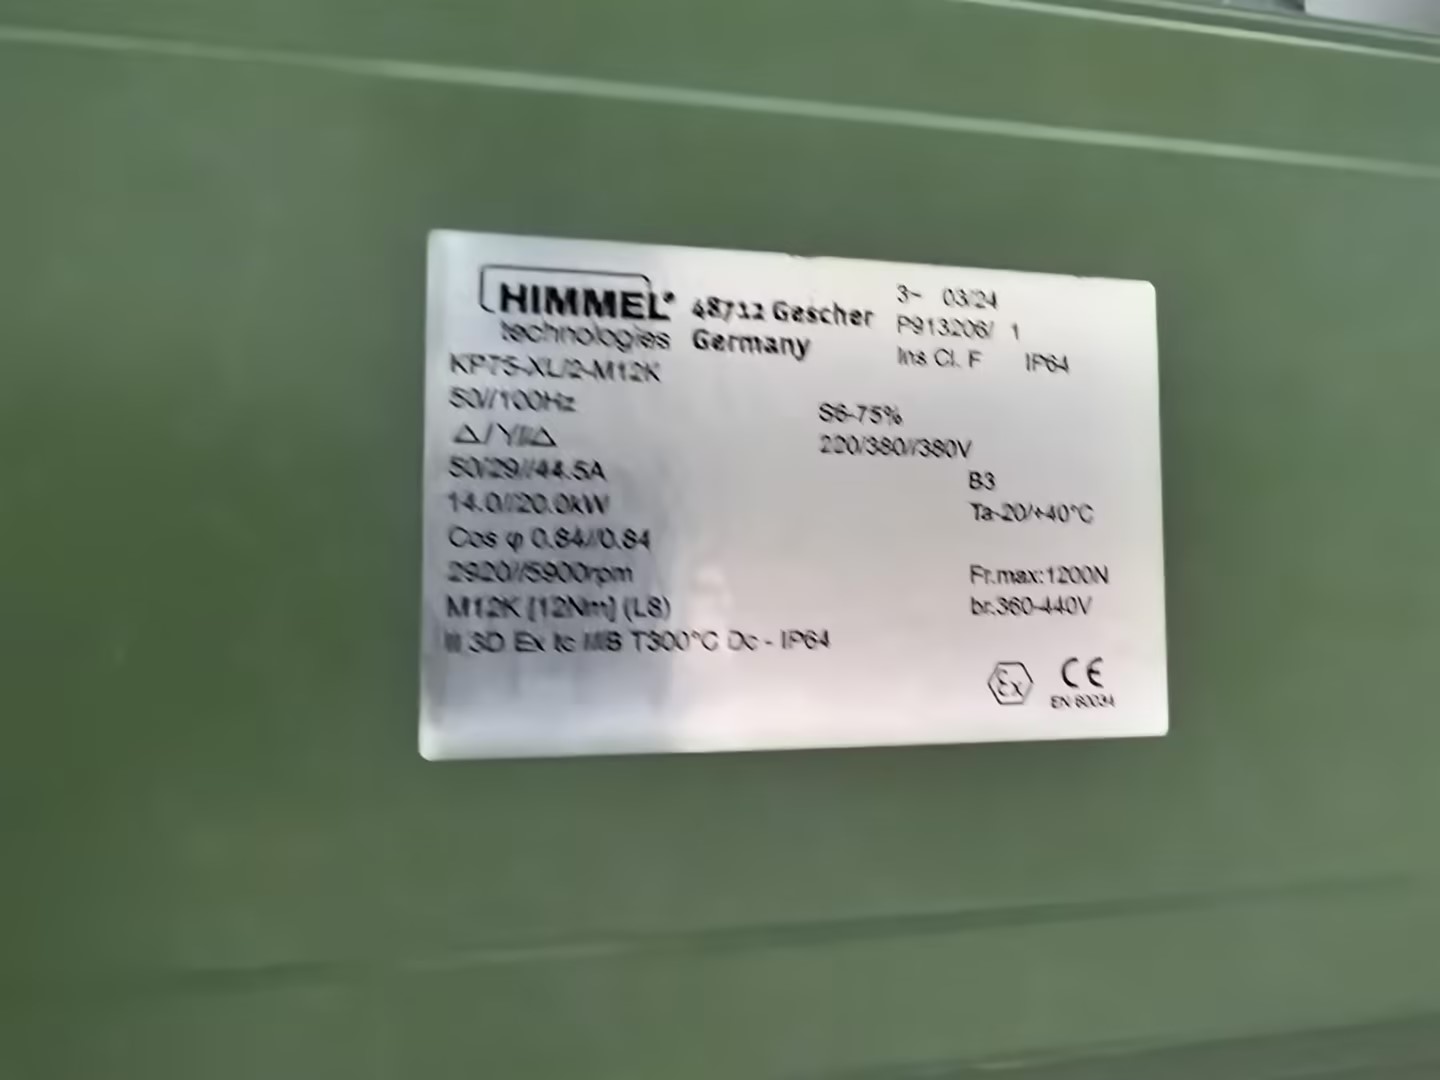 HIMMEL®
technologies
48712 Gescher
Germany
3~ 03/24
P913206/ 1
Ins Cl. F IP64
KP75-XL/2-M12K
50//100Hz
S6-75%
△/Y//△
220/380//380V
50/29//44.5A
B3
14.0//20.0kW
Ta-20/+40°C
Cos φ 0.84//0.84
2920//5900rpm
Fr.max:1200N
M12K [12Nm] (L8)
br.360-440V
II 3D Ex tc IIIB T300°C Dc - IP64
Ex
CE
EN 60034